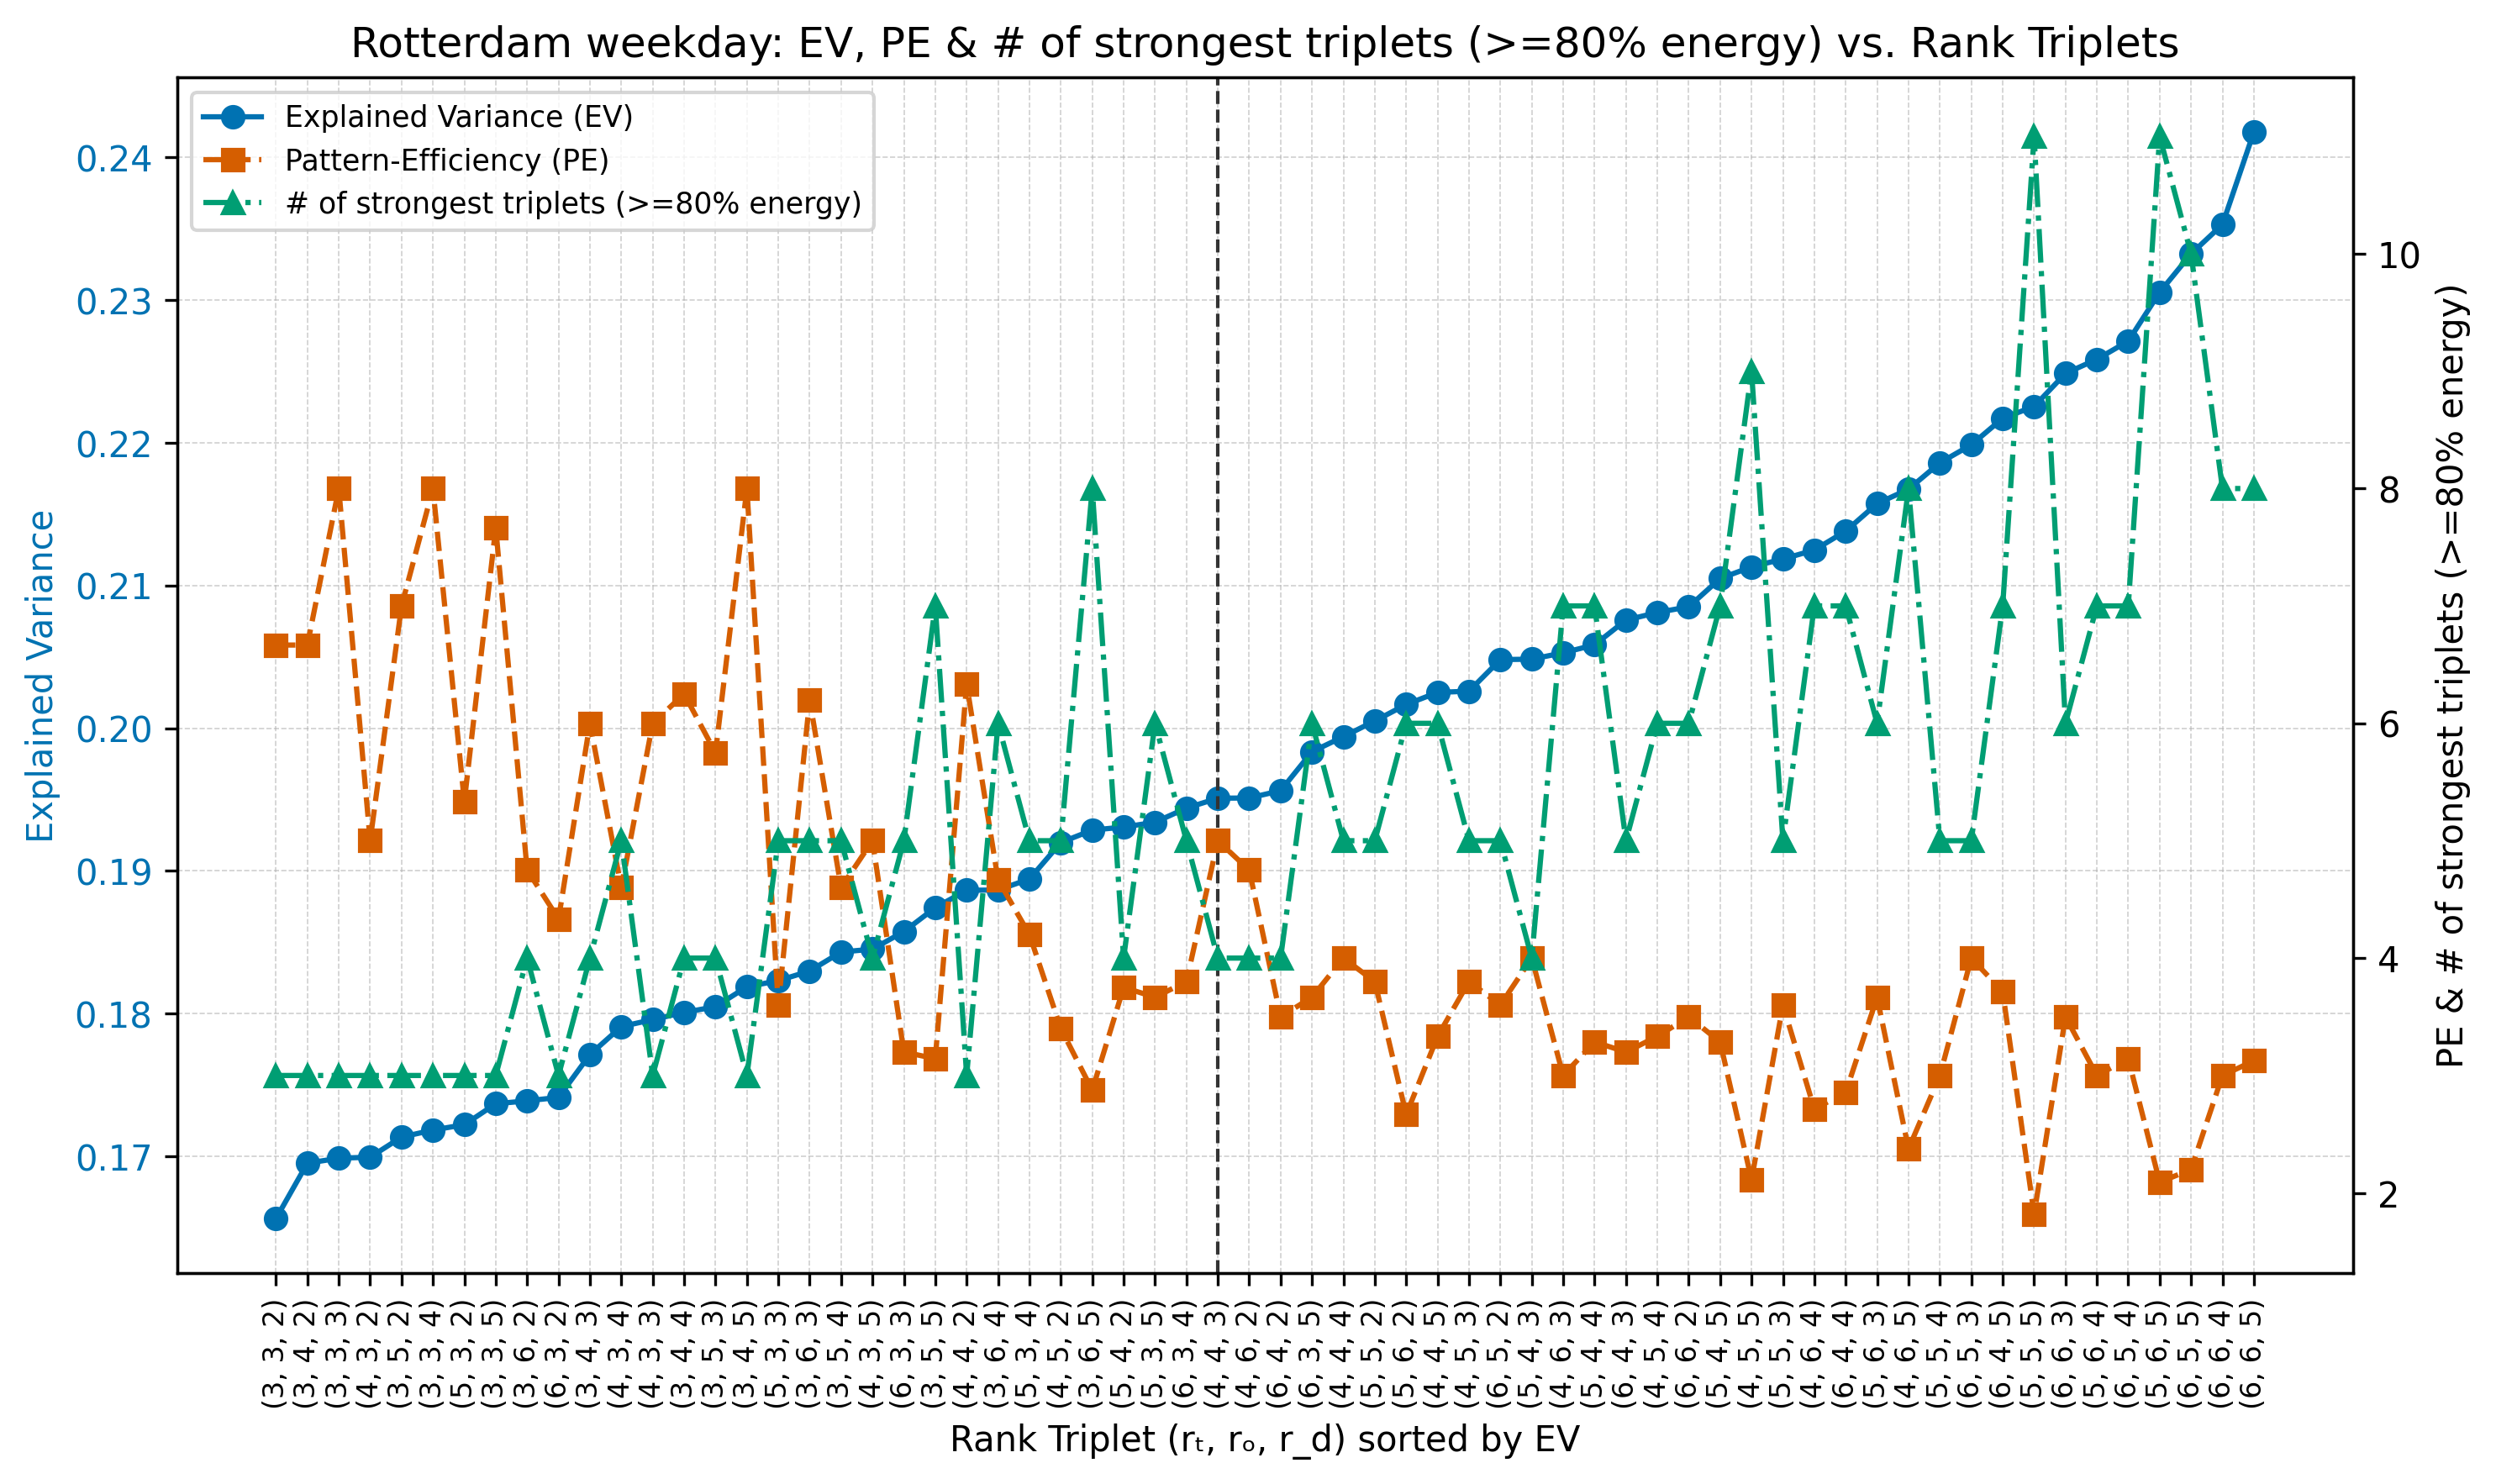 Rotterdam weekday: EV, PE & # of strongest triplets (>=80% energy) vs. Rank Triplets
Explained Variance (EV)
Pattern-Efficiency (PE)
# of strongest triplets (>=80% energy)
Explained Variance
0.24
0.23
0.22
0.21
0.20
0.19
0.18
0.17
10
8
6
4
2
PE & # of strongest triplets (>=80% energy)
(3, 3, 2)
(3, 4, 2)
(3, 3, 3)
(4, 3, 2)
(3, 5, 2)
(3, 3, 4)
(5, 3, 2)
(3, 3, 5)
(3, 6, 2)
(6, 3, 2)
(3, 4, 3)
(4, 3, 4)
(4, 3, 3)
(3, 4, 4)
(3, 5, 3)
(3, 4, 5)
(5, 3, 3)
(3, 6, 3)
(3, 5, 4)
(4, 3, 5)
(6, 3, 3)
(3, 5, 5)
(4, 4, 2)
(3, 6, 4)
(5, 3, 4)
(4, 5, 2)
(3, 6, 5)
(5, 4, 2)
(5, 3, 5)
(6, 3, 4)
(4, 4, 3)
(4, 6, 2)
(6, 4, 2)
(6, 3, 5)
(4, 4, 4)
(5, 5, 2)
(5, 6, 2)
(4, 4, 5)
(4, 5, 3)
(6, 5, 2)
(5, 4, 3)
(4, 6, 3)
(5, 4, 4)
(6, 4, 3)
(4, 5, 4)
(6, 6, 2)
(5, 4, 5)
(4, 5, 5)
(5, 5, 3)
(4, 6, 4)
(6, 4, 4)
(5, 6, 3)
(4, 6, 5)
(5, 5, 4)
(6, 5, 3)
(6, 4, 5)
(5, 5, 5)
(6, 6, 3)
(5, 6, 4)
(6, 5, 4)
(5, 6, 5)
(6, 5, 5)
(6, 6, 4)
(6, 6, 5)
Rank Triplet (rₜ, rₒ, r_d) sorted by EV